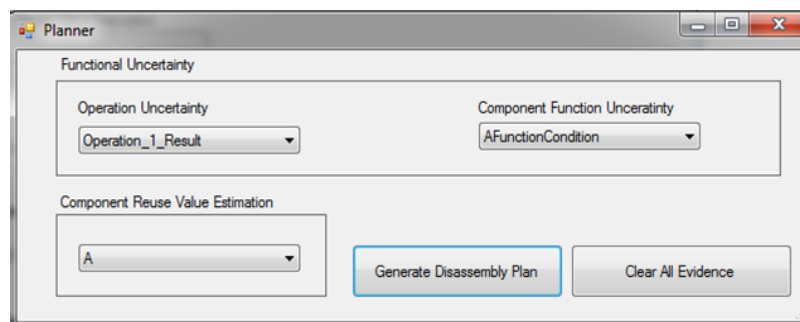 Planner
Functional Uncertainty
Operation Uncertainty
Component Function Unceratinty
Operation_1_Result
AFunctionCondition
Component Reuse Value Estimation
A
Generate Disassembly Plan
Clear All Evidence